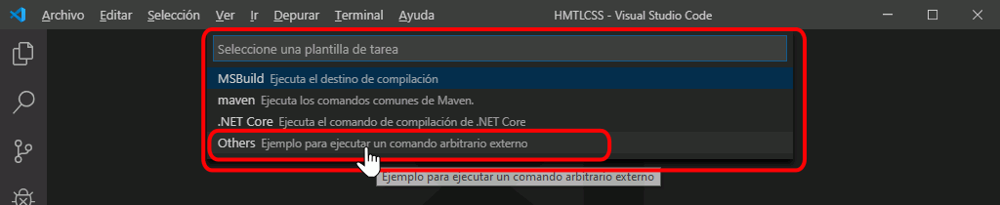 Archivo Editar Selección Ver Ir Depurar Terminal Ayuda HMTLCSS - Visual Studio Code
Seleccione una plantilla de tarea
MSBuild Ejecuta el destino de compilación
maven Ejecuta los comandos comunes de Maven.
.NET Core Ejecuta el comando de compilación de .NET Core
Others Ejemplo para ejecutar un comando arbitrario externo
Ejemplo para ejecutar un comando arbitrario externo